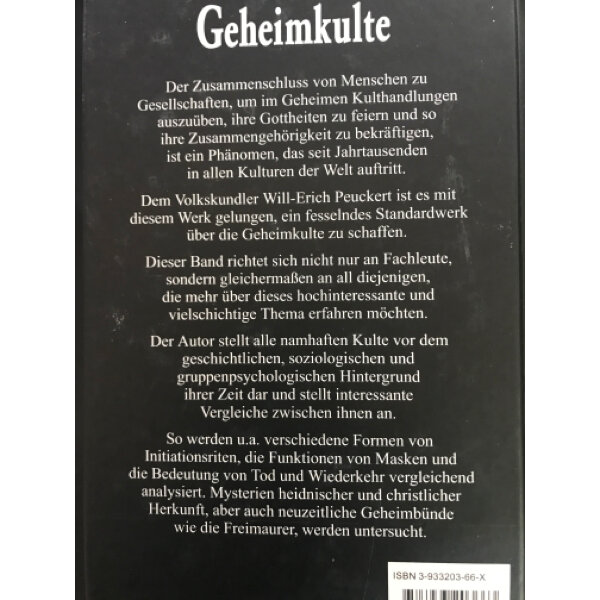 Geheimkulte
Der Zusammenschluss von Menschen zu
Gesellschaften, um im Geheimen Kulthandlungen
auszuüben, ihre Gottheiten zu feiern und so
ihre Zusammengehörigkeit zu bekräftigen,
ist ein Phänomen, das seit Jahrtausenden
in allen Kulturen der Welt auftritt.
Dem Volkskundler Will-Erich Peuckert ist es mit
diesem Werk gelungen, ein fesselndes Standardwerk
über die Geheimkulte zu schaffen.
Dieser Band richtet sich nicht nur an Fachleute,
sondern gleichermaßen an all diejenigen,
die mehr über dieses hochinteressante und
vielschichtige Thema erfahren möchten.
Der Autor stellt alle namhaften Kulte vor dem
geschichtlichen, soziologischen und
gruppenpsychologischen Hintergrund
ihrer Zeit dar und stellt interessante
Vergleiche zwischen ihnen an.
So werden u.a. verschiedene Formen von
Initiationsriten, die Funktionen von Masken und
die Bedeutung von Tod und Wiederkehr vergleichend
analysiert. Mysterien heidnischer und christlicher
Herkunft, aber auch neuzeitliche Geheimbünde
wie die Freimaurer, werden untersucht.
ISBN 3-933203-66-X